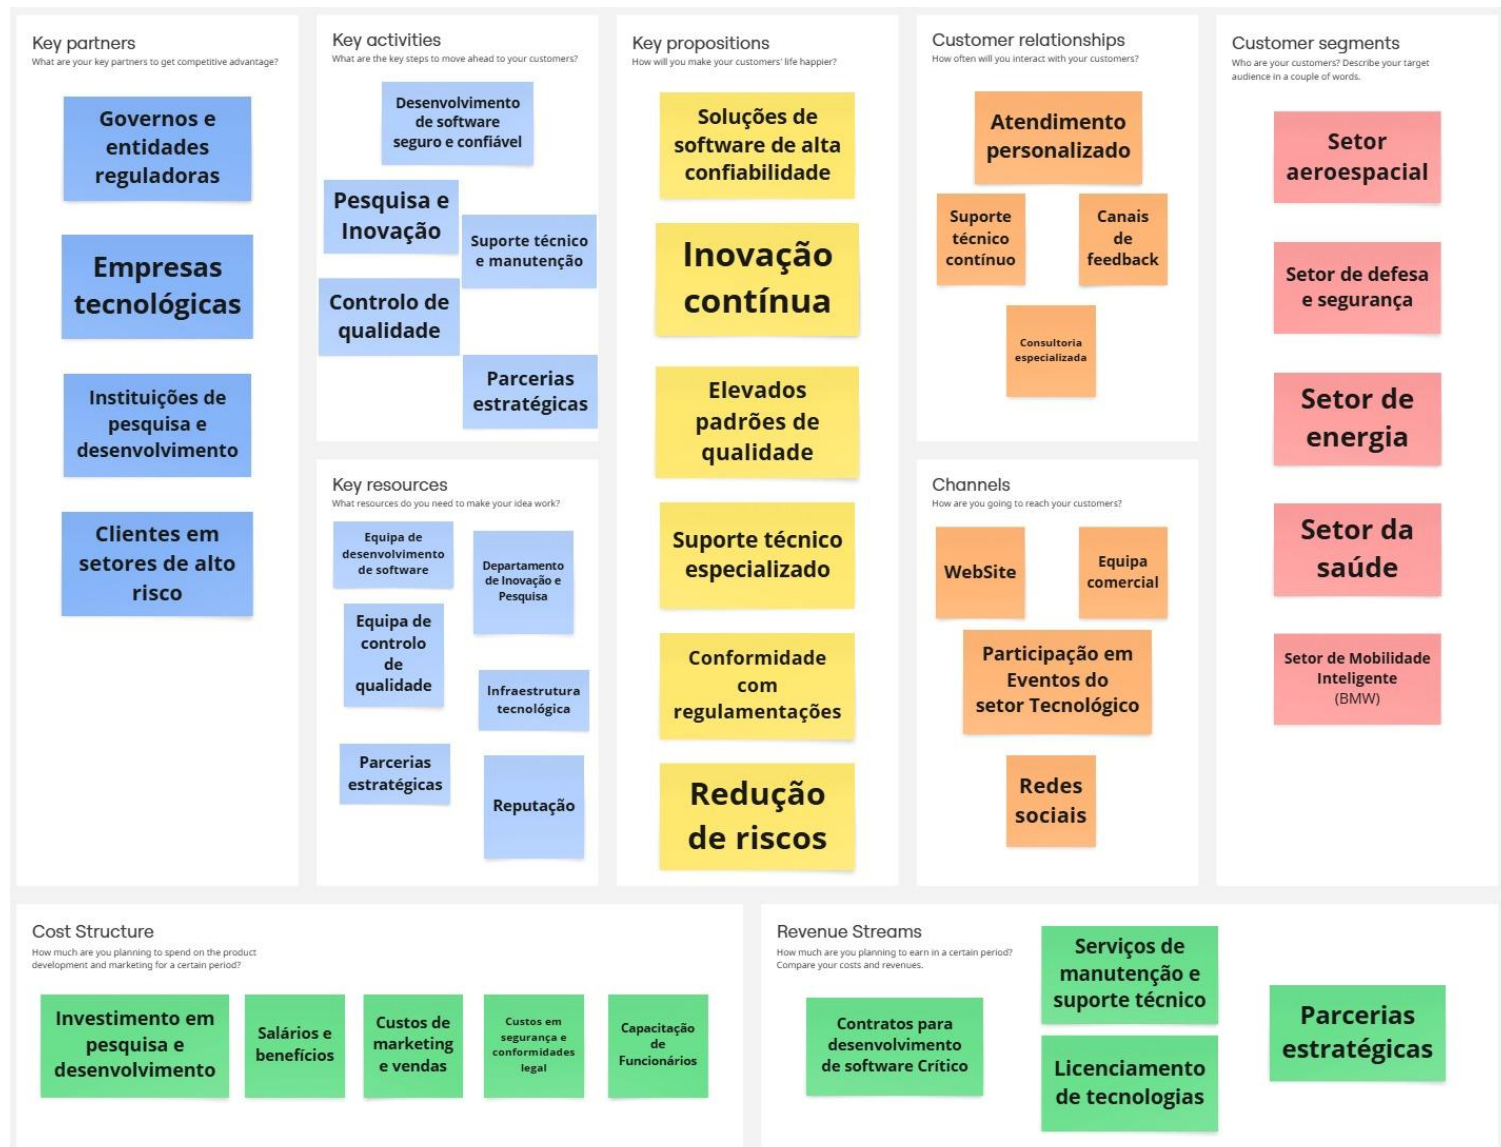 Key partners
What are your key partners to get competitive advantage?
Governos e
entidades
reguladoras
Empresas
tecnológicas
Instituições de
pesquisa e
desenvolvimento
Clientes em
setores de alto
risco
Key activities
What are the key steps to move ahead to your customers?
Desenvolvimento
de software
seguro e confiável
Pesquisa e
Inovação
Suporte técnico
e manutenção
Controlo de
qualidade
Parcerias
estratégicas
Key resources
What resources do you need to make your idea work?
Equipa de
desenvolvimento
de software
Departamento
de Inovação e
Pesquisa
Equipa de
controlo
de
qualidade
Infraestrutura
tecnológica
Parcerias
estratégicas
Reputação
Key propositions
How will you make your customers' life happier?
Soluções de
software de alta
confiabilidade
Inovação
contínua
Elevados
padrões de
qualidade
Suporte técnico
especializado
Conformidade
com
regulamentações
Redução
de riscos
Customer relationships
How often will you interact with your customers?
Atendimento
personalizado
Suporte
técnico
contínuo
Canais
de
feedback
Consultoria
especializada
Channels
How are you going to reach your customers?
WebSite
Equipa
comercial
Participação em
Eventos do
setor Tecnológico
Redes
sociais
Customer segments
Who are your customers? Describe your target
audience in a couple of words.
Setor
aeroespacial
Setor de defesa
e segurança
Setor de
energia
Setor da
saúde
Setor de Mobilidade
Inteligente
(BMW)
Cost Structure
How much are you planning to spend on the product
development and marketing for a certain period?
Investimento em
pesquisa e
desenvolvimento
Salários e
benefícios
Custos de
marketing
e vendas
Custos em
segurança e
conformidades
legal
Capacitação
de
Funcionários
Revenue Streams
How much are you planning to earn in a certain period?
Compare your costs and revenues.
Contratos para
desenvolvimento
de software Crítico
Serviços de
manutenção e
suporte técnico
Licenciamento
de tecnologias
Parcerias
estratégicas